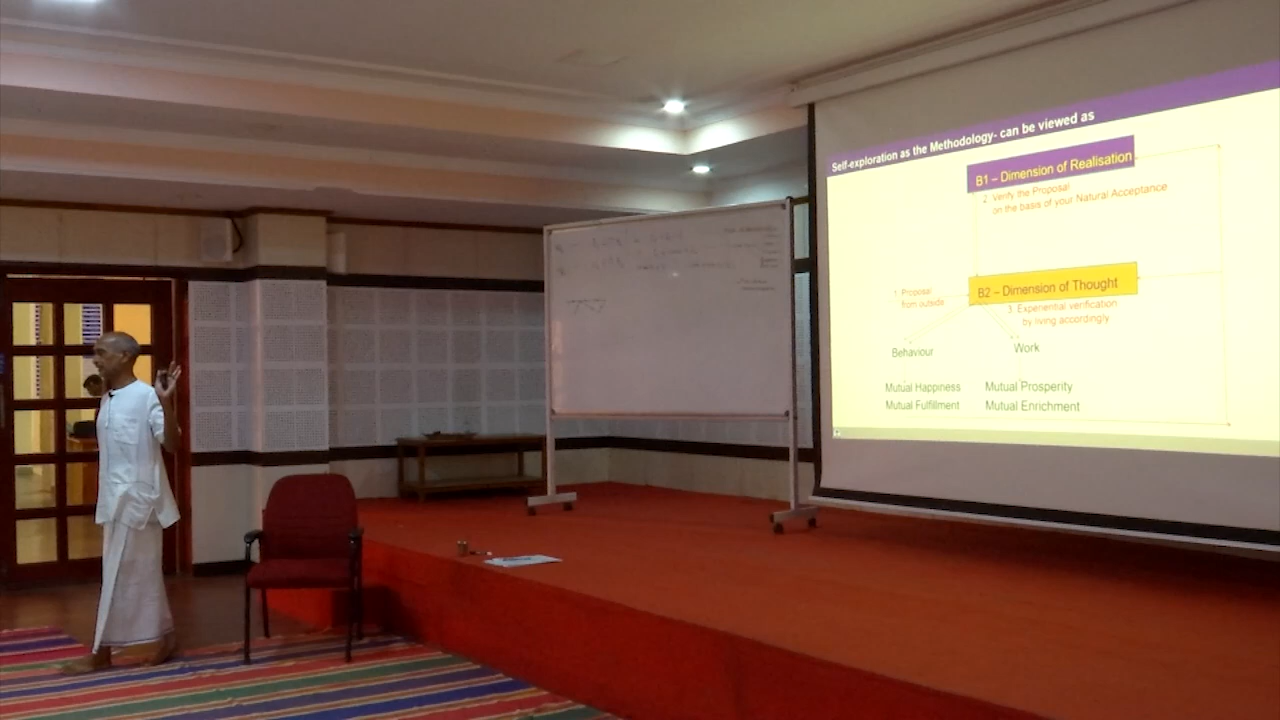 Self-exploration as the Methodology- can be viewed as
B1 – Dimension of Realisation
2. Verify the Proposal
on the basis of your Natural Acceptance
B2 – Dimension of Thought
1. Proposal
from outside
3. Experiential verification
by living accordingly
Behaviour
Work
Mutual Happiness
Mutual Prosperity
Mutual Fulfillment
Mutual Enrichment